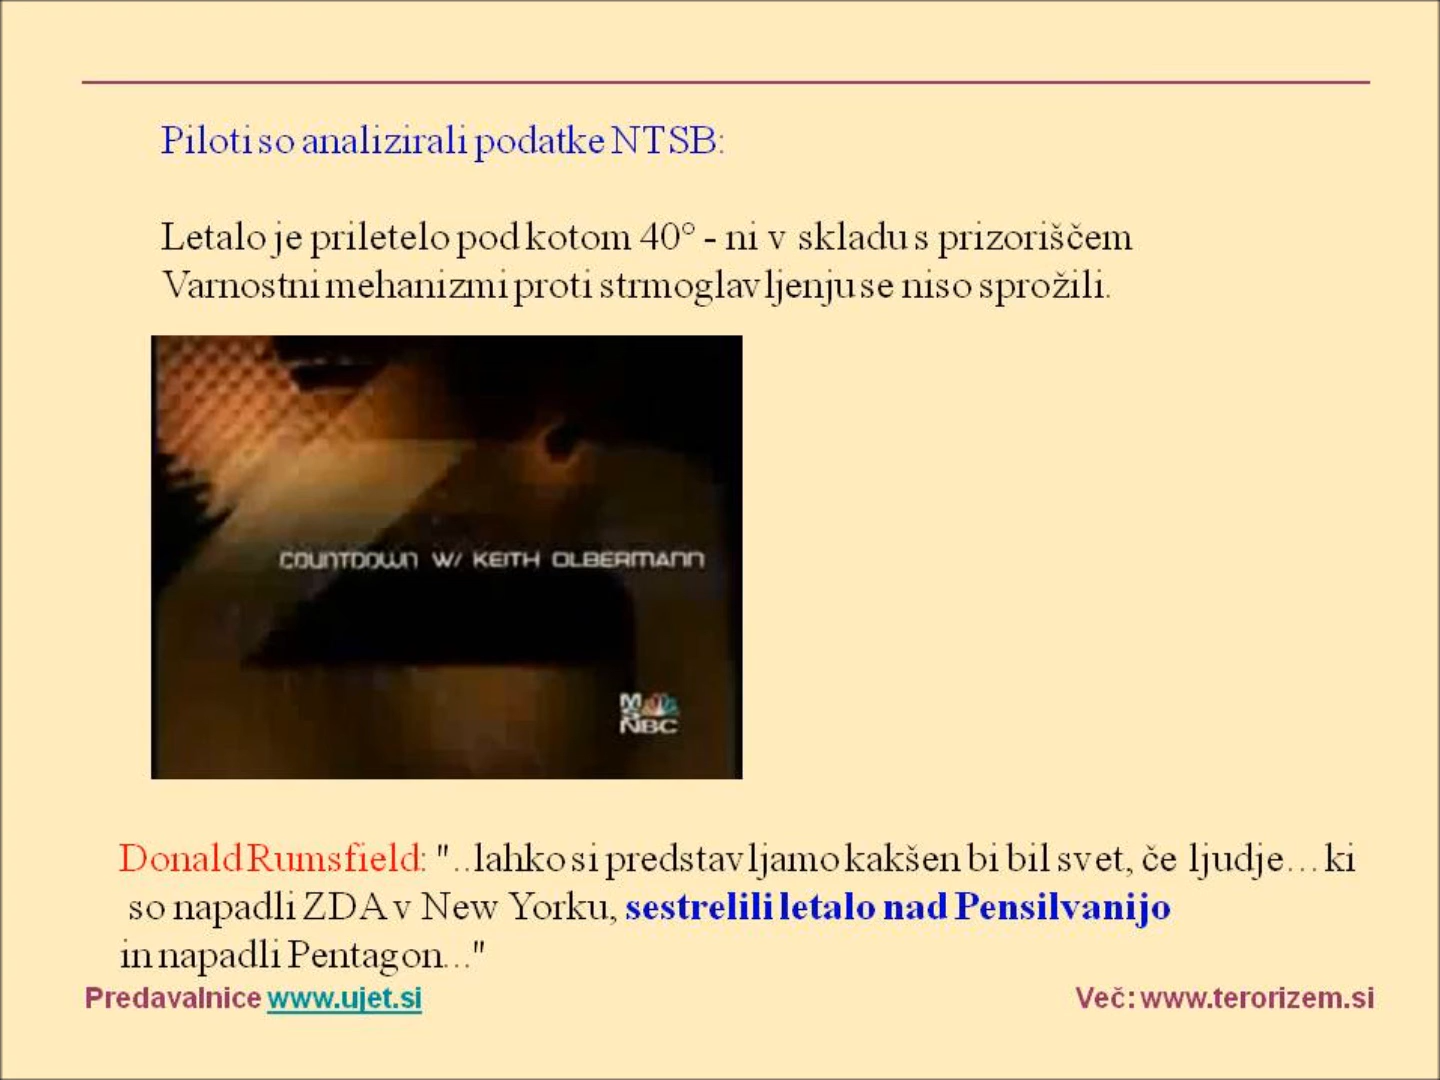 Piloti so analizirali podatke NTSB:
Letalo je priletelo pod kotom 40° - ni v skladu s prizoriščem
Varnostni mehanizmi proti strmoglavljenju se niso sprožili.
COUNTDOWN W/ KEITH OLBERMANN
MSNBC
Donald Rumsfield: "..lahko si predstavljamo kakšen bi bil svet, če ljudje… ki
so napadli ZDA v New Yorku, sestrelili letalo nad Pensilvanijo
in napadli Pentagon..."
Predavalnice www.ujet.si
Več: www.terorizem.si